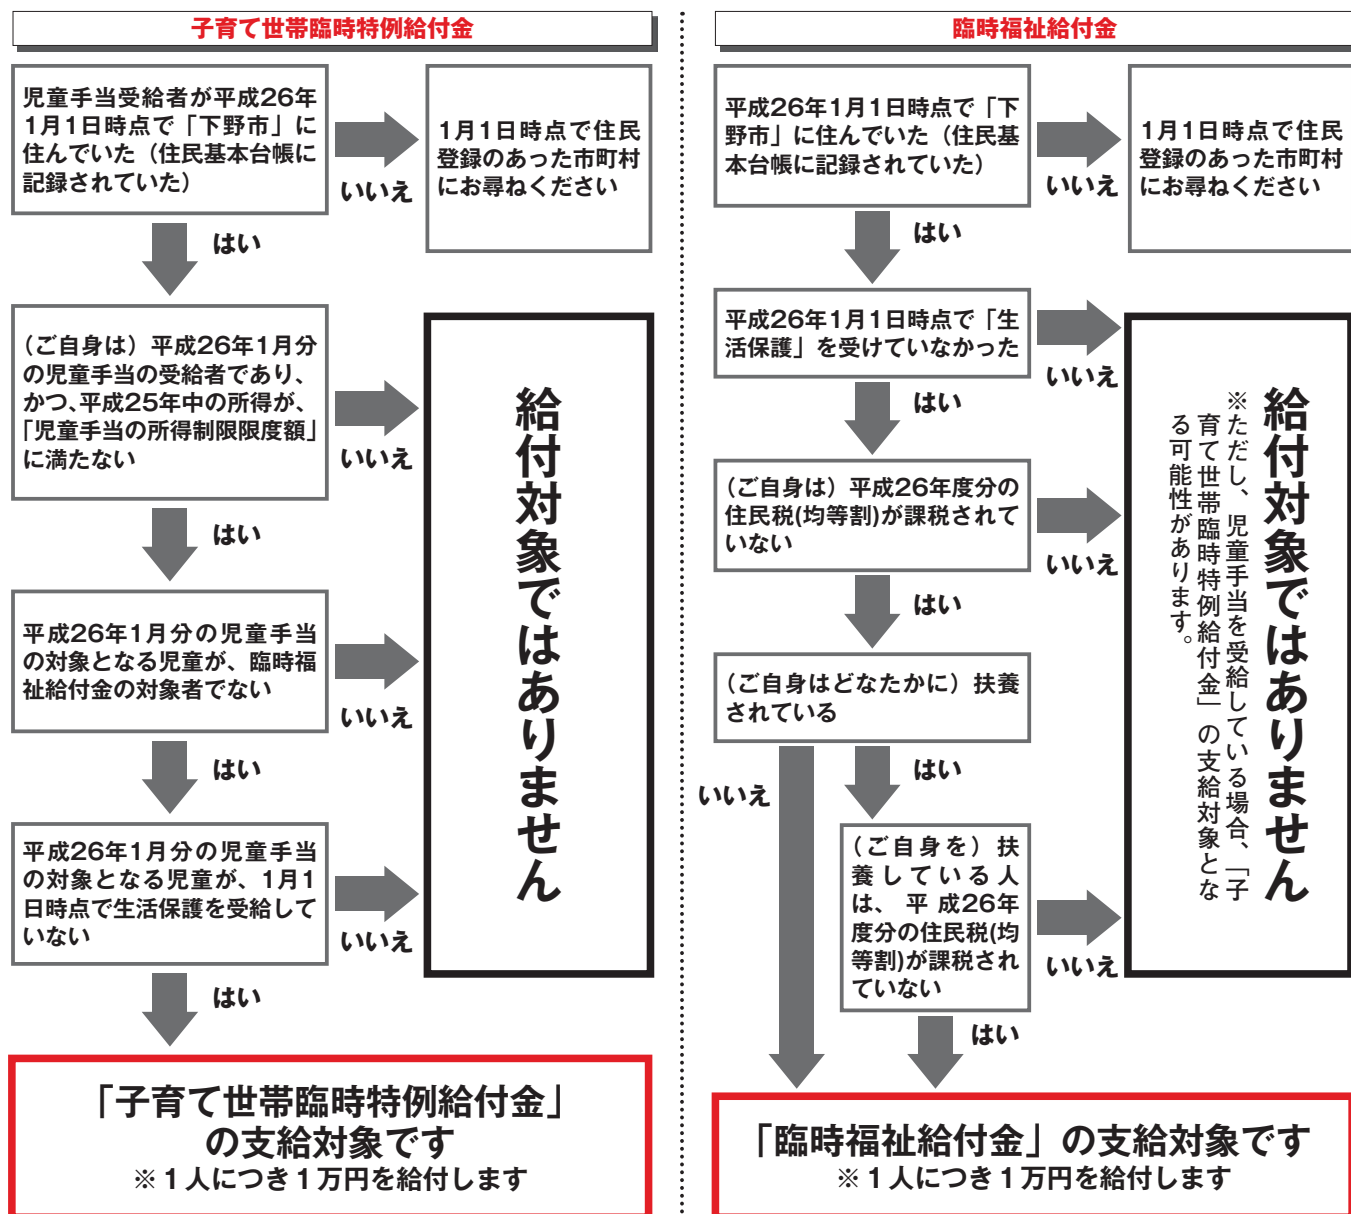 子育て世帯臨時特例給付金
児童手当受給者が平成26年
1月1日時点で「下野市」に
住んでいた（住民基本台帳に
記録されていた）
いいえ
1月1日時点で住民
登録のあった市町村
にお尋ねください
はい
（ご自身は）平成26年1月分
の児童手当の受給者であり、
かつ、平成25年中の所得が、
「児童手当の所得制限限度額」
に満たない
いいえ
はい
平成26年1月分の児童手当
の対象となる児童が、臨時福
祉給付金の対象者でない
いいえ
はい
平成26年1月分の児童手当
の対象となる児童が、1月1
日時点で生活保護を受給して
いない
いいえ
はい
給付対象ではありません
「子育て世帯臨時特例給付金」
の支給対象です
※１人につき１万円を給付します
臨時福祉給付金
平成26年1月1日時点で「下
野市」に住んでいた（住民基
本台帳に記録されていた）
いいえ
1月1日時点で住民
登録のあった市町村
にお尋ねください
はい
平成26年1月1日時点で「生
活保護」を受けていなかった
いいえ
はい
（ご自身は）平成26年度分の
住民税(均等割)が課税されて
いない
いいえ
はい
（ご自身はどなたかに）扶養
されている
いいえ
はい
（ご自身を）扶
養している人
は、平成26年
度分の住民税(均
等割)が課税され
ていない
いいえ
はい
給付対象ではありません
※ただし、児童手当を受給している場合、「子
育て世帯臨時特例給付金」の支給対象とな
る可能性があります。
「臨時福祉給付金」の支給対象です
※１人につき１万円を給付します